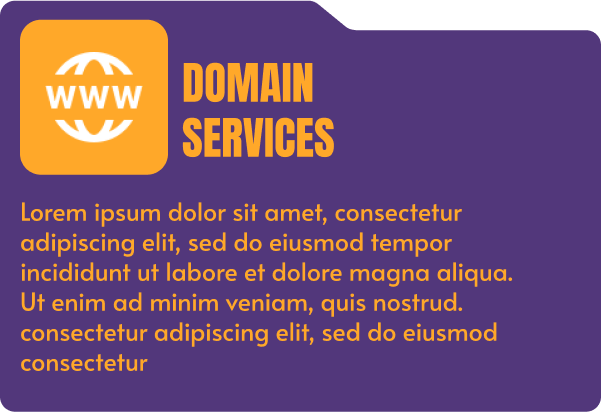 WWW
DOMAIN
SERVICES
Lorem ipsum dolor sit amet, consectetur
adipiscing elit, sed do eiusmod tempor
incididunt ut labore et dolore magna aliqua.
Ut enim ad minim veniam, quis nostrud.
consectetur adipiscing elit, sed do eiusmod
consectetur